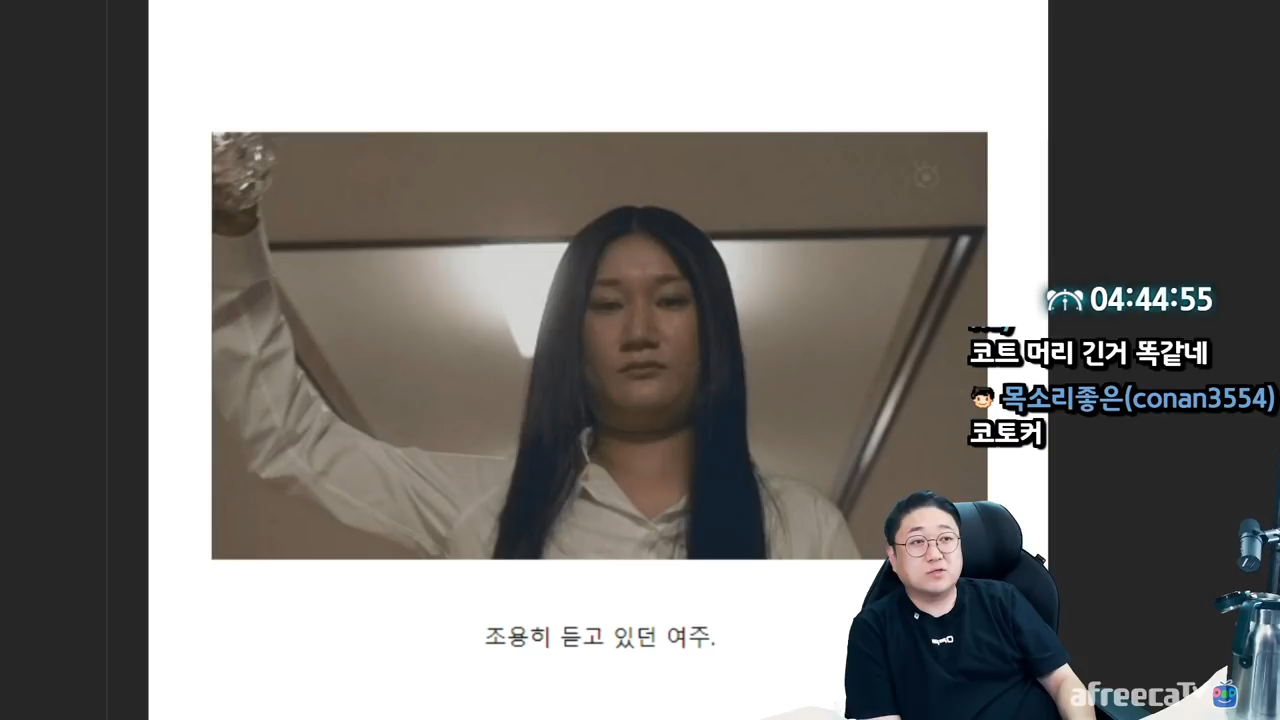 04:44:55
코트 머리 긴거 똑같네
목소리좋은(conan3554)
코토커
조용히 듣고 있던 여주.
afreecaTV